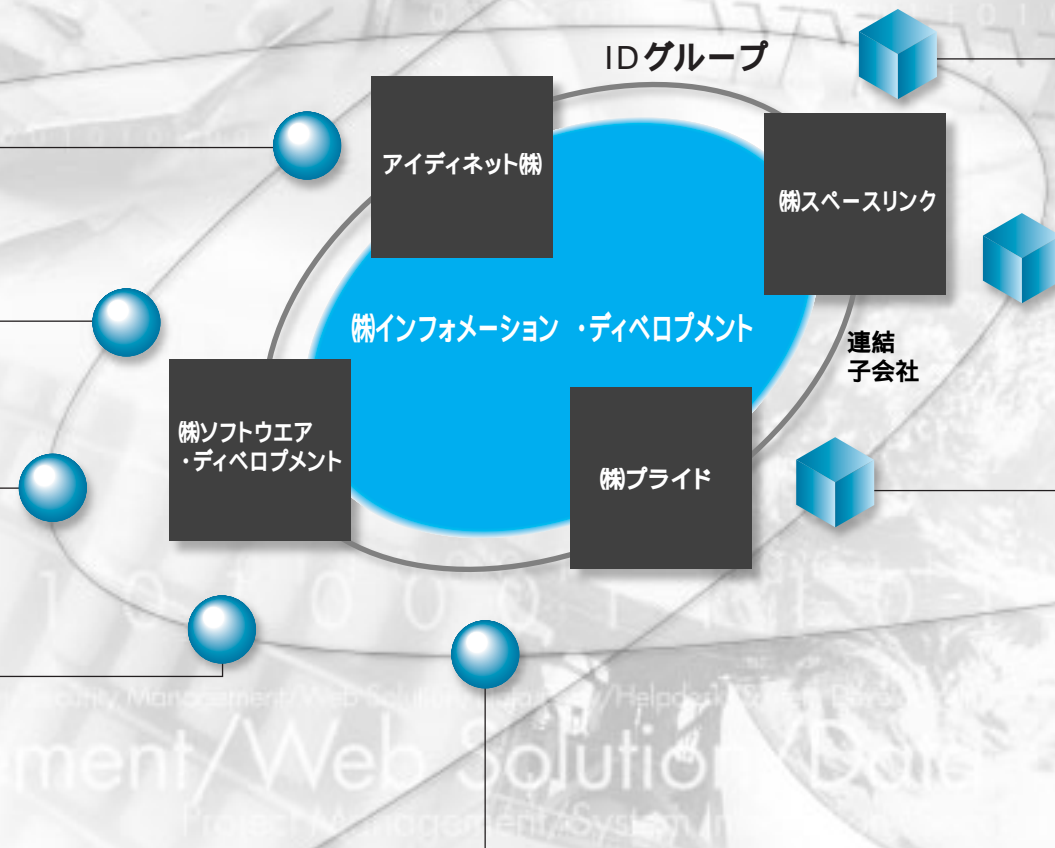 IDグループ
アイディネット㈱
㈱スペースリンク
㈱インフォメーション・ディベロプメント
連結
子会社
㈱ソフトウエア
・ディベロプメント
㈱プライド
ment/Web Solution/Data